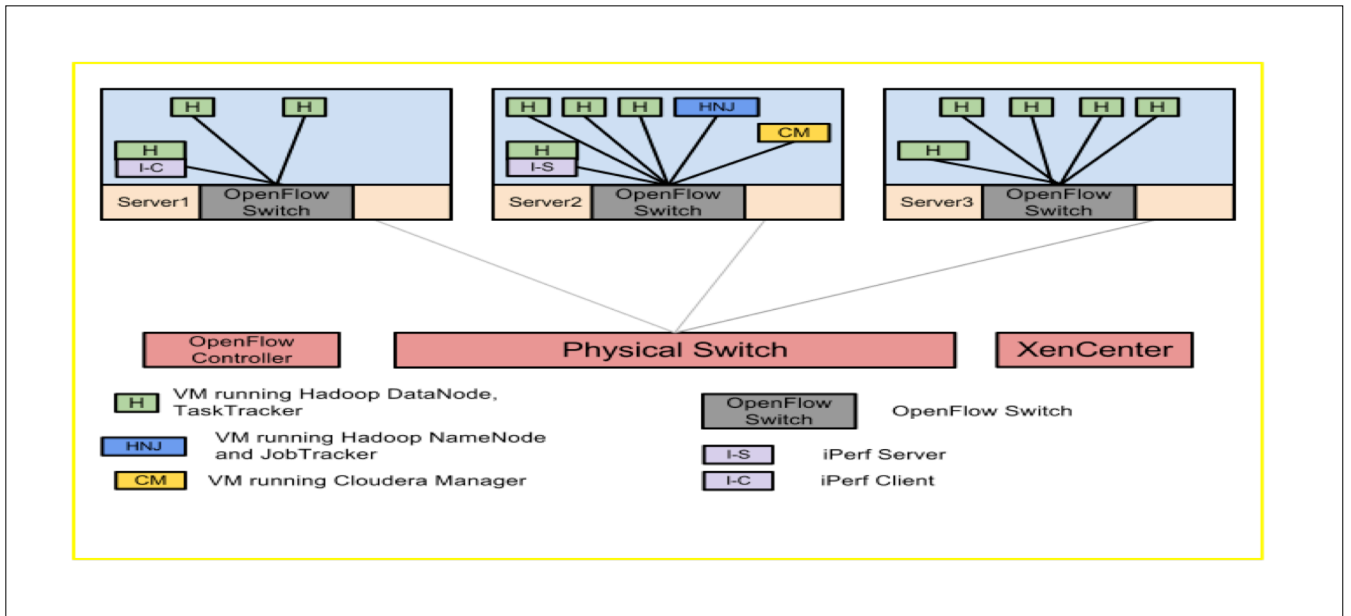 H
H
H
I-C
Server1
OpenFlow
Switch
H
H
H
HNJ
CM
H
I-S
Server2
OpenFlow
Switch
H
H
H
H
H
Server3
OpenFlow
Switch
OpenFlow
Controller
Physical Switch
XenCenter
H
VM running Hadoop DataNode,
TaskTracker
HNJ
VM running Hadoop NameNode
and JobTracker
CM
VM running Cloudera Manager
OpenFlow
Switch
OpenFlow Switch
I-S
iPerf Server
I-C
iPerf Client